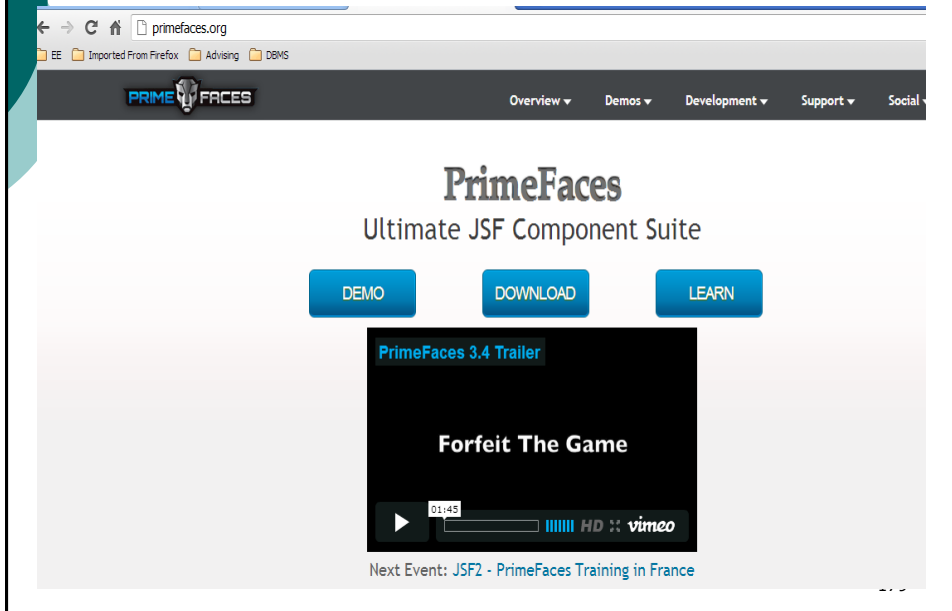 primefaces.org
EE Imported From Firefox Advising DBMS
PRIME FACES
Overview Demos Development Support Social
PrimeFaces
Ultimate JSF Component Suite
DEMO DOWNLOAD LEARN
PrimeFaces 3.4 Trailer
Forfeit The Game
01:45
HD vimeo
Next Event: JSF2 - PrimeFaces Training in France